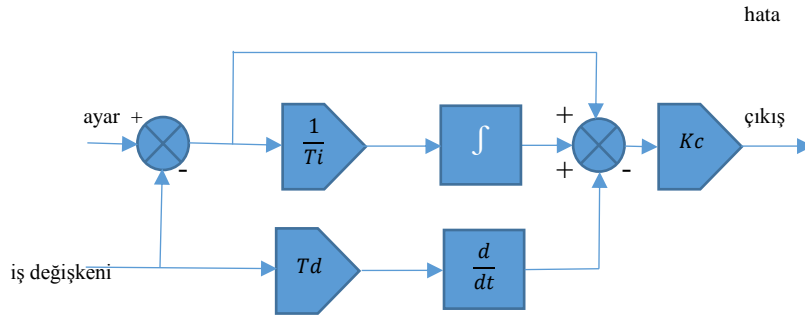 hata
ayar +
-
1
Ti
∫
+
+
-
Kc
çıkış
iş değişkeni
Td
d
dt